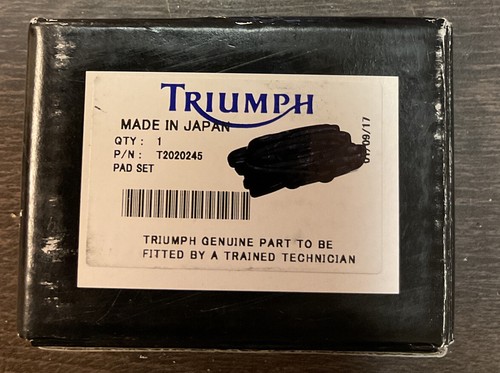 TRIUMPH
MADE IN JAPAN
QTY : 1
P/N : T2020245
PAD SET
/09/17
TRIUMPH GENUINE PART TO BE
FITTED BY A TRAINED TECHNICIAN